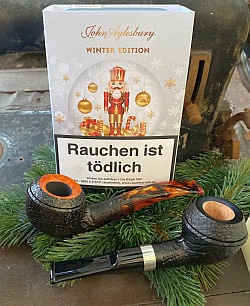 John Aylesbury
WINTER EDITION
Rauchen ist
tödlich